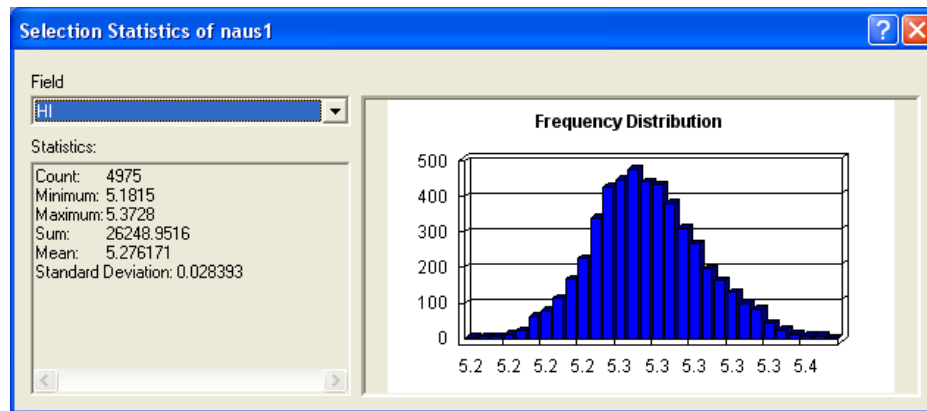 Selection Statistics of naus1
Field
HI
Statistics:
Count: 4975
Minimum: 5.1815
Maximum: 5.3728
Sum: 26248.9516
Mean: 5.276171
Standard Deviation: 0.028393
Frequency Distribution
500
400
300
200
100
0
5.2 5.2 5.2 5.2 5.3 5.3 5.3 5.3 5.3 5.4